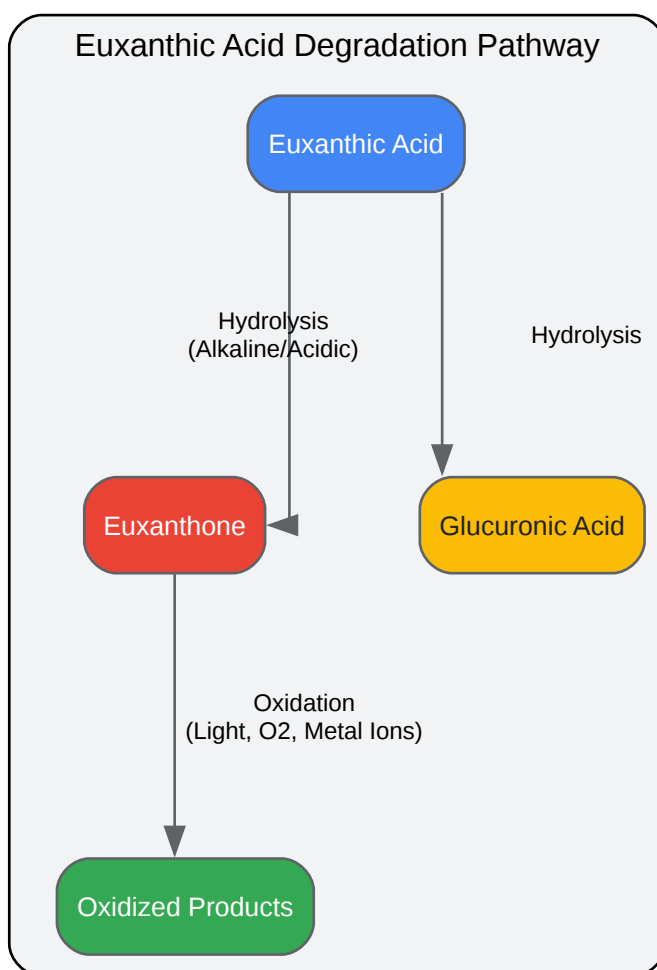 Euxanthic Acid Degradation Pathway
Euxanthic Acid
Hydrolysis
(Alkaline/Acidic)
Hydrolysis
Euxanthone
Glucuronic Acid
Oxidation
(Light, O2, Metal Ions)
Oxidized Products